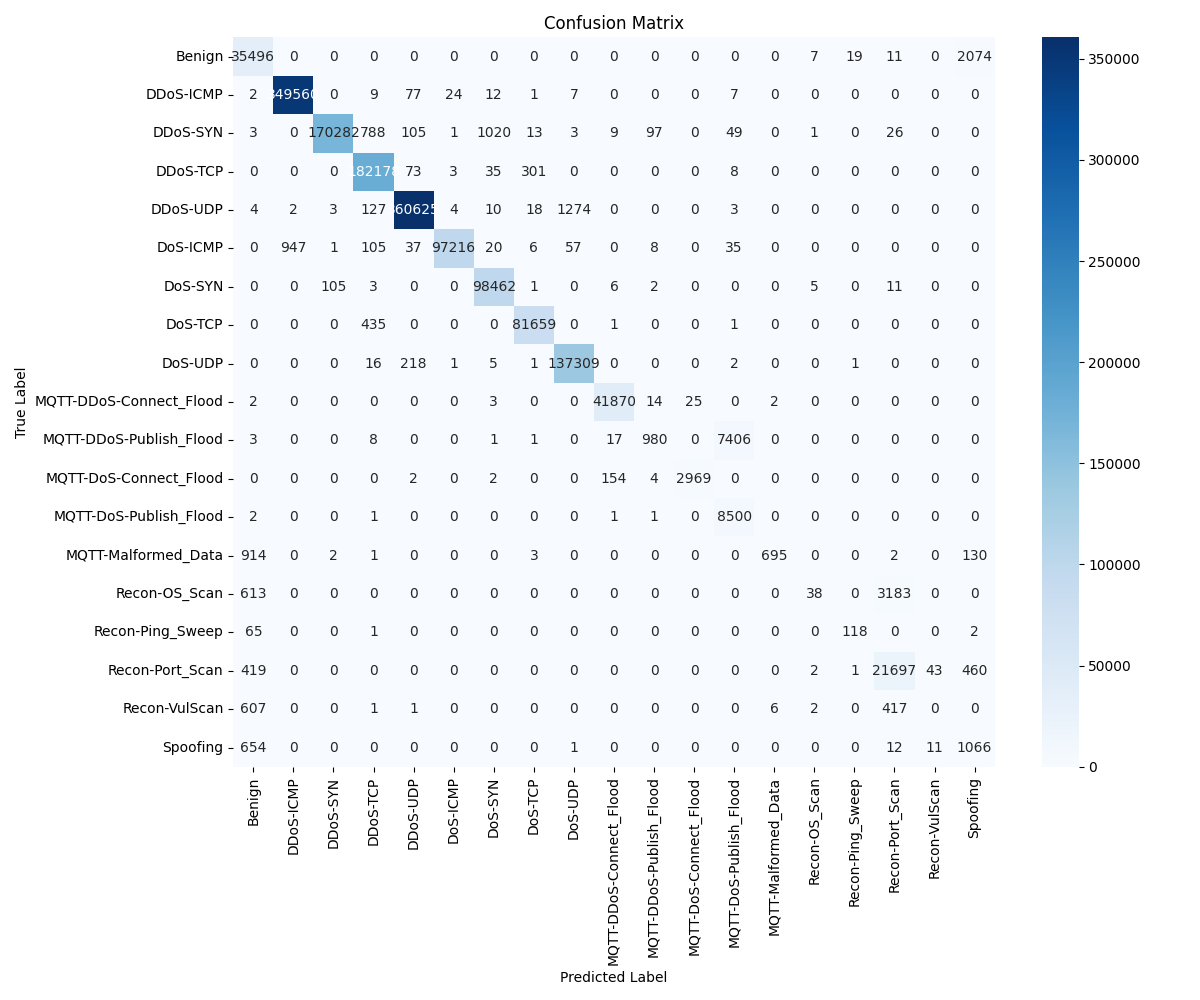 Confusion Matrix
Benign 35496 0 0 0 0 0 0 0 0 0 0 0 0 0 7 19 11 0 2074
DDoS-ICMP 2 349560 0 9 77 24 12 1 7 0 0 0 7 0 0 0 0 0 0
DDoS-SYN 3 0 170282 788 105 1 1020 13 3 9 97 0 49 0 1 0 26 0 0
DDoS-TCP 0 0 0 182178 73 3 35 301 0 0 0 0 8 0 0 0 0 0 0
DDoS-UDP 4 2 3 127 360625 4 10 18 1274 0 0 0 3 0 0 0 0 0 0
DoS-ICMP 0 947 1 105 37 97216 20 6 57 0 8 0 35 0 0 0 0 0 0
DoS-SYN 0 0 105 3 0 0 98462 1 0 6 2 0 0 0 5 0 11 0 0
DoS-TCP 0 0 0 435 0 0 0 81659 0 1 0 0 1 0 0 0 0 0 0
DoS-UDP 0 0 0 16 218 1 5 1 137309 0 0 0 2 0 0 1 0 0 0
MQTT-DDoS-Connect_Flood 2 0 0 0 0 0 3 0 0 41870 14 25 0 2 0 0 0 0 0
MQTT-DDoS-Publish_Flood 3 0 0 8 0 0 1 1 0 17 980 0 7406 0 0 0 0 0 0
MQTT-DoS-Connect_Flood 0 0 0 0 2 0 2 0 0 154 4 2969 0 0 0 0 0 0 0
MQTT-DoS-Publish_Flood 2 0 0 1 0 0 0 0 0 1 1 0 8500 0 0 0 0 0 0
MQTT-Malformed_Data 914 0 2 1 0 0 0 3 0 0 0 0 0 695 0 0 2 0 130
Recon-OS_Scan 613 0 0 0 0 0 0 0 0 0 0 0 0 0 38 0 3183 0 0
Recon-Ping_Sweep 65 0 0 1 0 0 0 0 0 0 0 0 0 0 0 118 0 0 2
Recon-Port_Scan 419 0 0 0 0 0 0 0 0 0 0 0 0 0 2 1 21697 43 460
Recon-VulScan 607 0 0 1 1 0 0 0 0 0 0 0 0 6 2 0 417 0 0
Spoofing 654 0 0 0 0 0 0 0 1 0 0 0 0 0 0 0 12 11 1066
Benign
DDoS-ICMP
DDoS-SYN
DDoS-TCP
DDoS-UDP
DoS-ICMP
DoS-SYN
DoS-TCP
DoS-UDP
MQTT-DDoS-Connect_Flood
MQTT-DDoS-Publish_Flood
MQTT-DoS-Connect_Flood
MQTT-DoS-Publish_Flood
MQTT-Malformed_Data
Recon-OS_Scan
Recon-Ping_Sweep
Recon-Port_Scan
Recon-VulScan
Spoofing
Predicted Label
True Label
350000
300000
250000
200000
150000
100000
50000
0